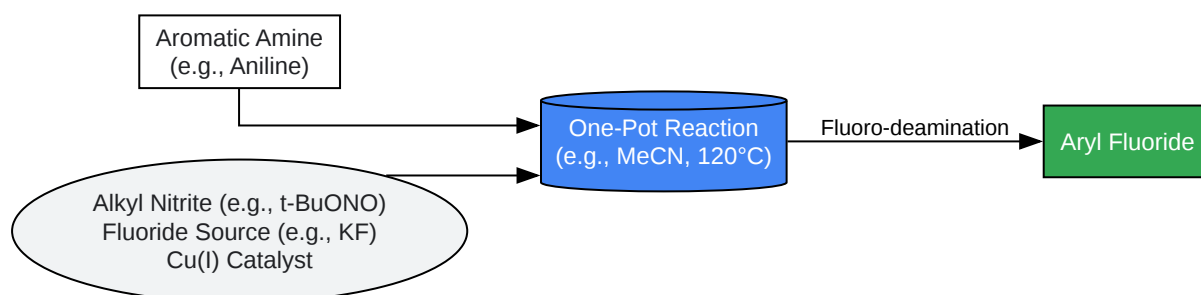 Aromatic Amine
(e.g., Aniline)
Alkyl Nitrite (e.g., t-BuONO)
Fluoride Source (e.g., KF)
Cu(I) Catalyst
One-Pot Reaction
(e.g., MeCN, 120°C)
Fluoro-deamination
Aryl Fluoride